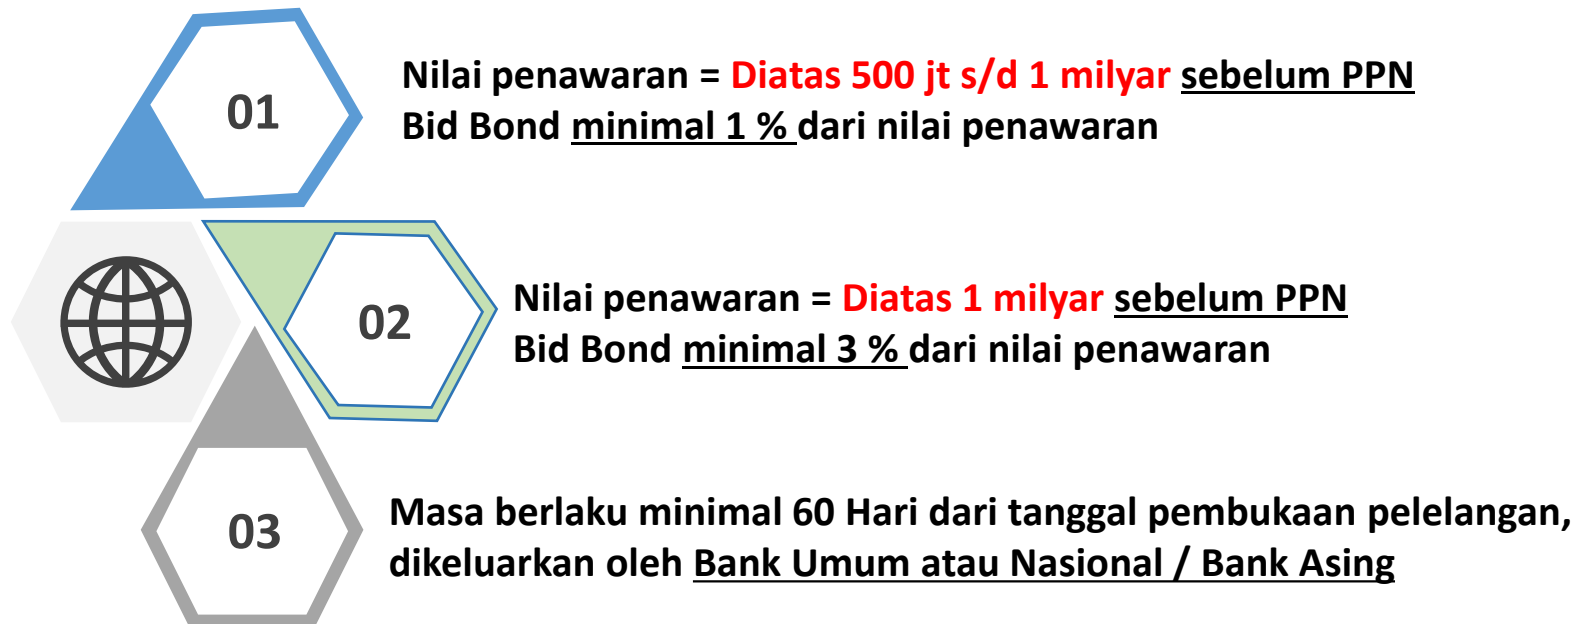 01
Nilai penawaran = Diatas 500 jt s/d 1 milyar sebelum PPN
Bid Bond minimal 1 % dari nilai penawaran
02
Nilai penawaran = Diatas 1 milyar sebelum PPN
Bid Bond minimal 3 % dari nilai penawaran
03
Masa berlaku minimal 60 Hari dari tanggal pembukaan pelelangan,
dikeluarkan oleh Bank Umum atau Nasional / Bank Asing